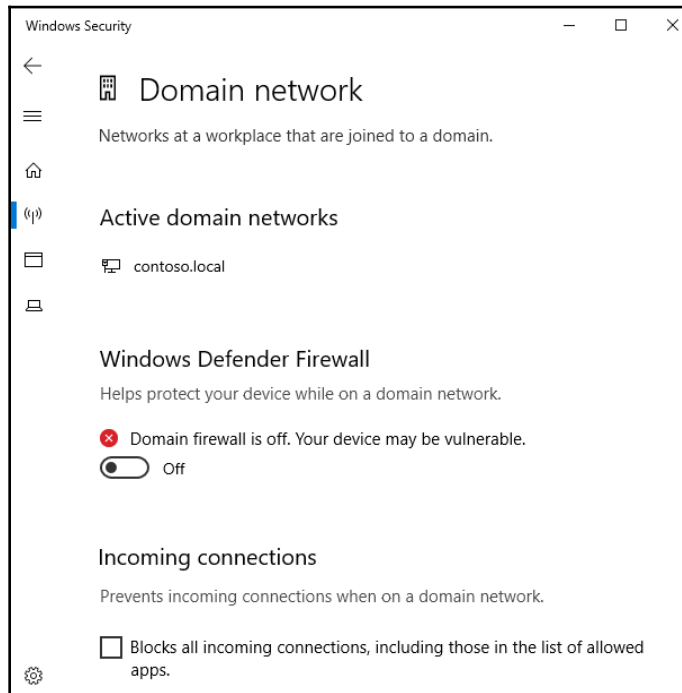 Windows Security
Domain network
Networks at a workplace that are joined to a domain.
Active domain networks
contoso.local
Windows Defender Firewall
Helps protect your device while on a domain network.
Domain firewall is off. Your device may be vulnerable.
Off
Incoming connections
Prevents incoming connections when on a domain network.
Blocks all incoming connections, including those in the list of allowed
apps.